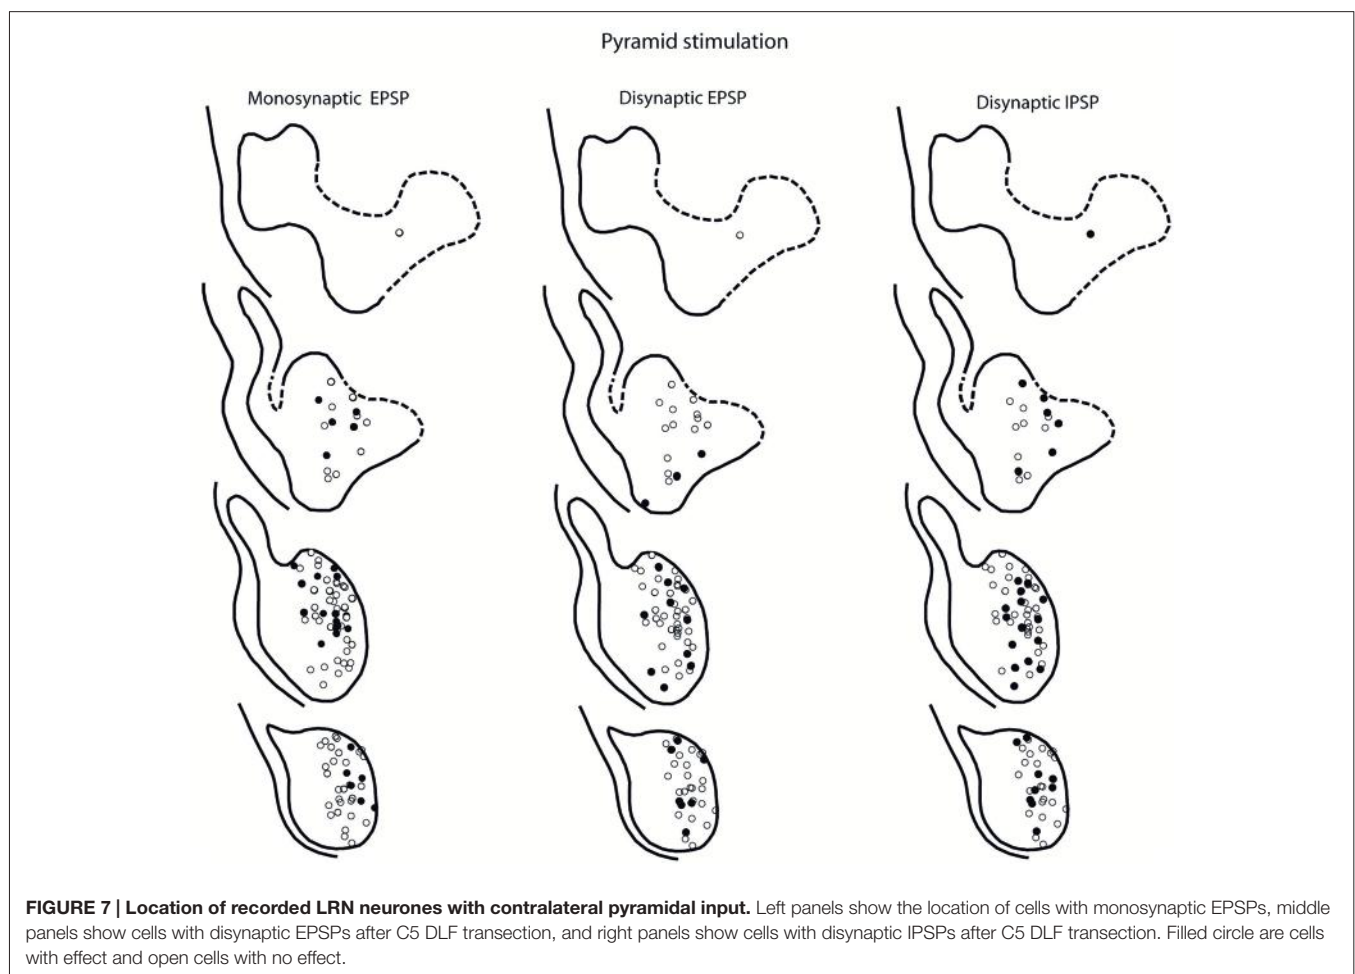 Pyramid stimulation
Monosynaptic EPSP
Disynaptic EPSP
Disynaptic IPSP
FIGURE 7 | Location of recorded LRN neurones with contralateral pyramidal input. Left panels show the location of cells with monosynaptic EPSPs, middle
panels show cells with disynaptic EPSPs after C5 DLF transection, and right panels show cells with disynaptic IPSPs after C5 DLF transection. Filled circle are cells
with effect and open cells with no effect.